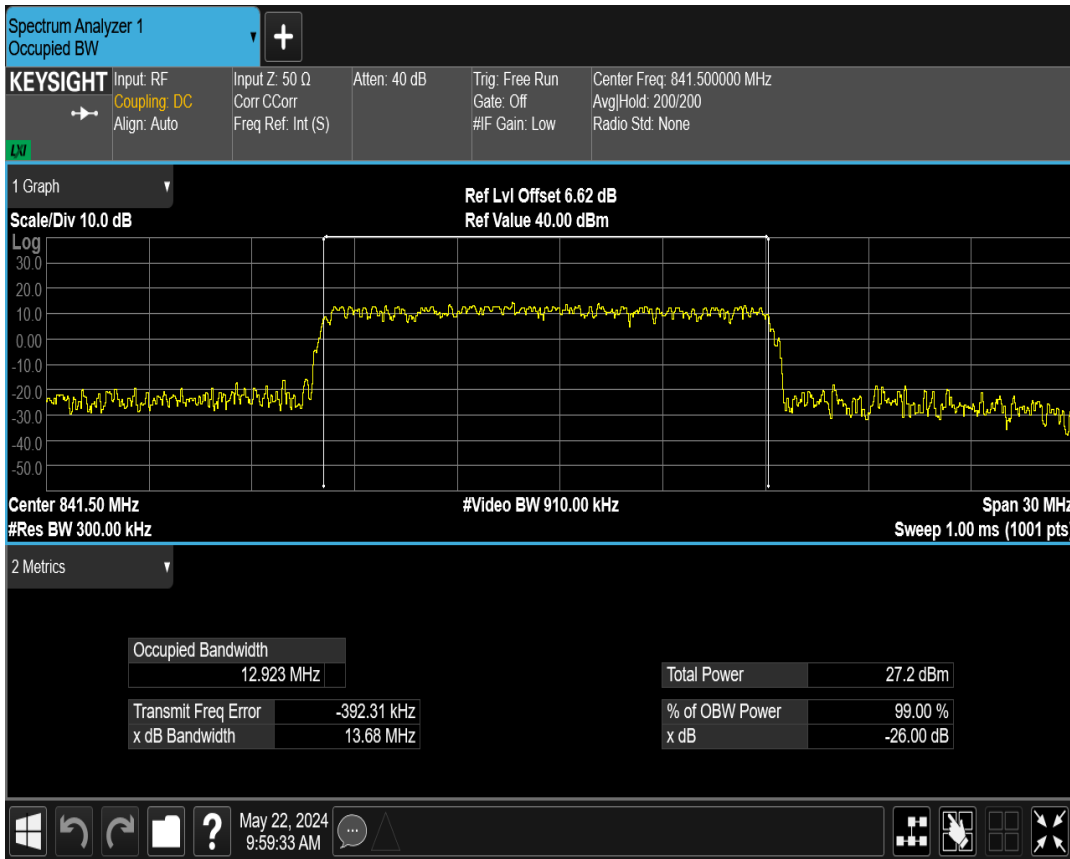 Spectrum Analyzer 1
Occupied BW
KEYSIGHT
LXI
Input: RF
Coupling: DC
Align: Auto
Input Z: 50 Ω
Corr CCorr
Freq Ref: Int (S)
Atten: 40 dB
Trig: Free Run
Gate: Off
#IF Gain: Low
Center Freq: 841.500000 MHz
Avg|Hold: 200/200
Radio Std: None
1 Graph
Scale/Div 10.0 dB
Ref Lvl Offset 6.62 dB
Ref Value 40.00 dBm
Log
30.0
20.0
10.0
0.00
-10.0
-20.0
-30.0
-40.0
-50.0
Center 841.50 MHz
#Res BW 300.00 kHz
#Video BW 910.00 kHz
Span 30 MHz
Sweep 1.00 ms (1001 pts)
2 Metrics
Occupied Bandwidth
12.923 MHz
Transmit Freq Error -392.31 kHz
x dB Bandwidth 13.68 MHz
Total Power 27.2 dBm
% of OBW Power 99.00 %
x dB -26.00 dB
May 22, 2024
9:59:33 AM